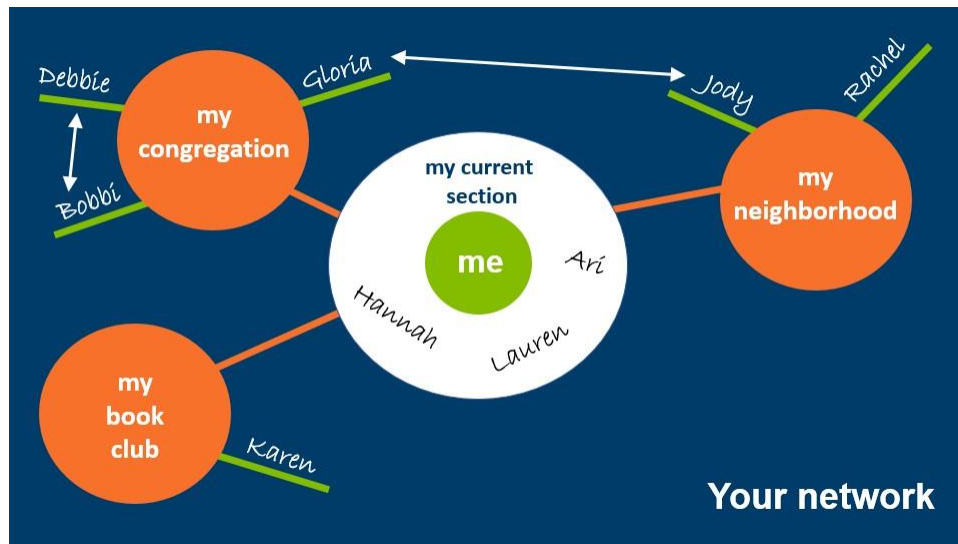 Debbie
my
congregation
Gloria
Bobbi
Jody
Rachel
my
neighborhood
my current
section
me
Ari
Hannah
Lauren
my
book
club
Karen
Your network